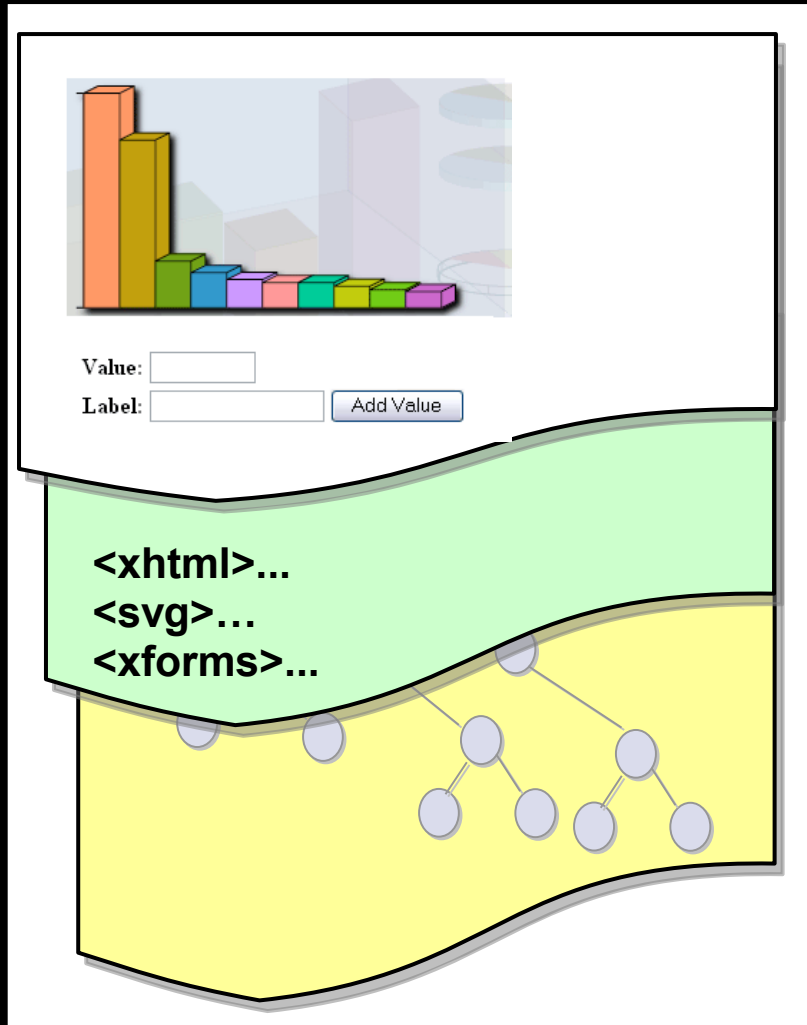 Value:
Label: Add Value
<xhtml>...
<svg>…
<xforms>...